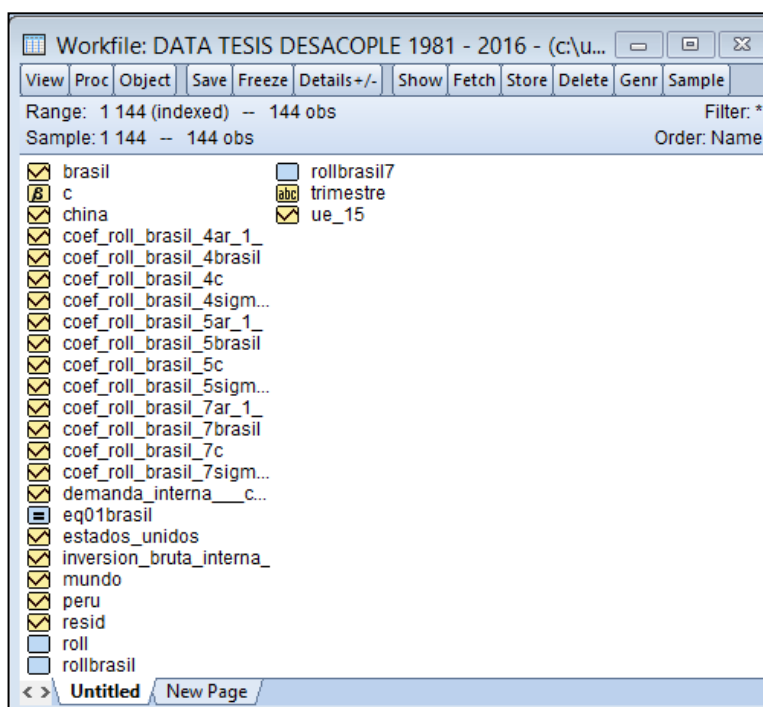 Workfile: DATA TESIS DESACOPLE 1981 - 2016 - (c:\u...
View Proc Object Save Freeze Details+/- Show Fetch Store Delete Genr Sample
Range: 1 144 (indexed) -- 144 obs Filter: *
Sample: 1 144 -- 144 obs Order: Name
brasil
c
china
coef_roll_brasil_4ar_1_
coef_roll_brasil_4brasil
coef_roll_brasil_4c
coef_roll_brasil_4sigm...
coef_roll_brasil_5ar_1_
coef_roll_brasil_5brasil
coef_roll_brasil_5c
coef_roll_brasil_5sigm...
coef_roll_brasil_7ar_1_
coef_roll_brasil_7brasil
coef_roll_brasil_7c
coef_roll_brasil_7sigm...
demanda_interna___c...
eq01brasil
estados_unidos
inversion_bruta_interna_
mundo
peru
resid
roll
rollbrasil
rollbrasil7
trimestre
ue_15
Untitled New Page